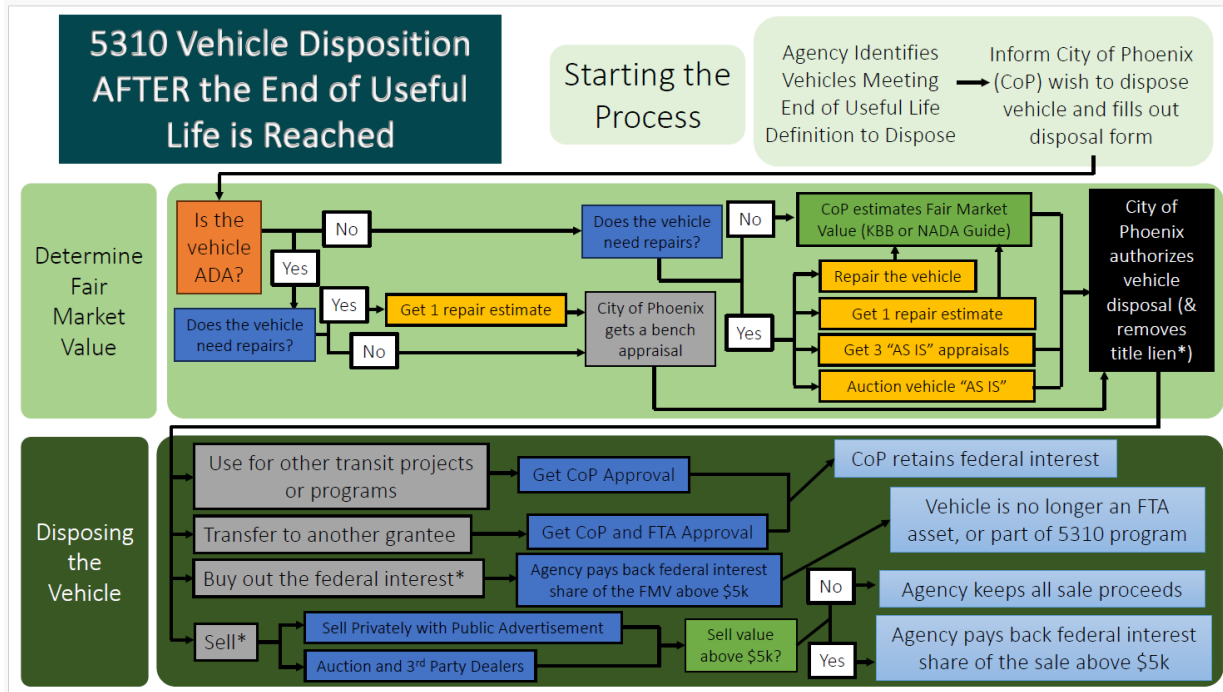 5310 Vehicle Disposition
AFTER the End of Useful
Life is Reached
Starting the
Process
Agency Identifies
Vehicles Meeting
End of Useful Life
Definition to Dispose
Inform City of Phoenix
(CoP) wish to dispose
vehicle and fills out
disposal form
Determine
Fair
Market
Value
Is the
vehicle
ADA?
No
Yes
Does the vehicle
need repairs?
Yes
No
Get 1 repair estimate
City of Phoenix
gets a bench
appraisal
Does the vehicle
need repairs?
No
Yes
CoP estimates Fair Market
Value (KBB or NADA Guide)
Repair the vehicle
Get 1 repair estimate
Get 3 “AS IS” appraisals
Auction vehicle “AS IS”
City of
Phoenix
authorizes
vehicle
disposal (&
removes
title lien*)
Disposing
the
Vehicle
Use for other transit projects
or programs
Get CoP Approval
CoP retains federal interest
Transfer to another grantee
Get CoP and FTA Approval
Buy out the federal interest*
Agency pays back federal interest
share of the FMV above $5k
Vehicle is no longer an FTA
asset, or part of 5310 program
Sell*
Sell Privately with Public Advertisement
Auction and 3rd Party Dealers
Sell value
above $5k?
No
Agency keeps all sale proceeds
Yes
Agency pays back federal interest
share of the sale above $5k